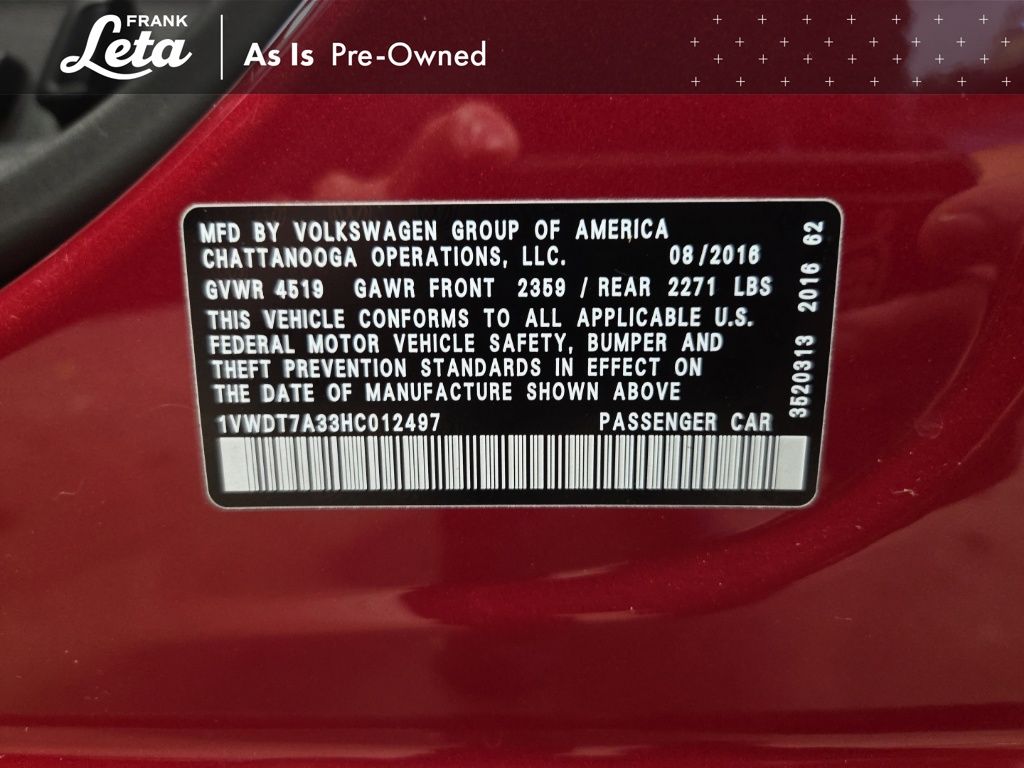 FRANK
Leta
As Is Pre-Owned
MFD BY VOLKSWAGEN GROUP OF AMERICA
CHATTANOOGA OPERATIONS, LLC. 08/2016
GVWR 4519 GAWR FRONT 2359 / REAR 2271 LBS
THIS VEHICLE CONFORMS TO ALL APPLICABLE U.S.
FEDERAL MOTOR VEHICLE SAFETY, BUMPER AND
THEFT PREVENTION STANDARDS IN EFFECT ON
THE DATE OF MANUFACTURE SHOWN ABOVE
1VWDT7A33HC012497 PASSENGER CAR
3520313 2016 62